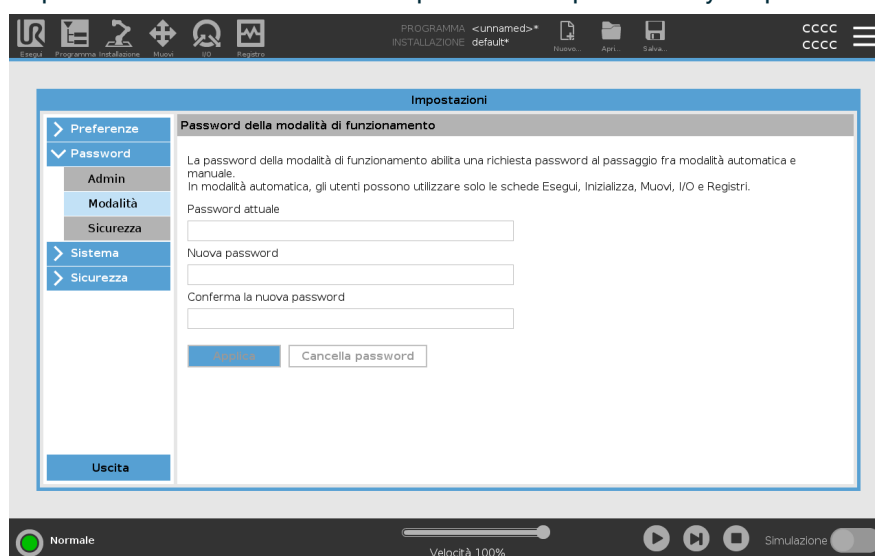 PROGRAMMA <unnamed>*
INSTALLAZIONE default*
CCCC
CCCC
Esegui Programma Installazione Muovi I/O Registro Nuovo... Apri... Salva...
Impostazioni
Preferenze
Password
Admin
Modalità
Sicurezza
Sistema
Sicurezza
Uscita
Password della modalità di funzionamento
La password della modalità di funzionamento abilita una richiesta password al passaggio fra modalità automatica e
manuale.
In modalità automatica, gli utenti possono utilizzare solo le schede Esegui, Inizializza, Muovi, I/O e Registri.
Password attuale
Nuova password
Conferma la nuova password
Applica Cancella password
Normale
Velocità 100%
Simulazione